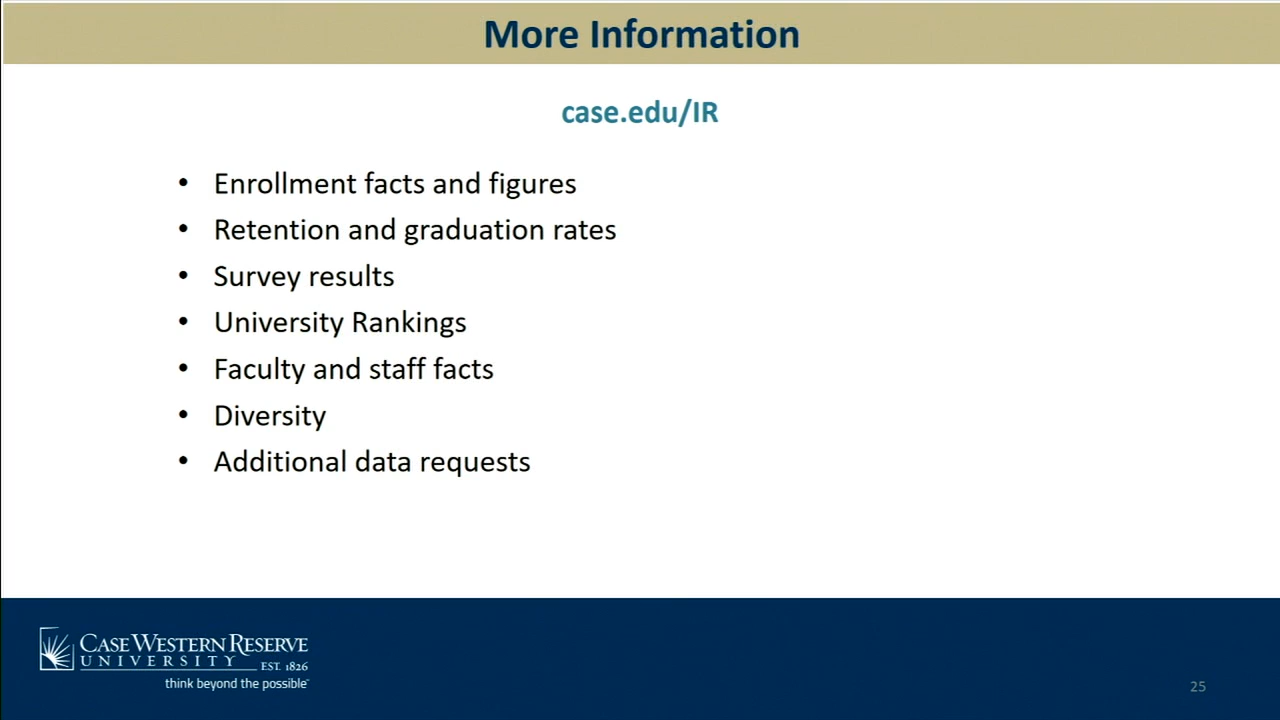 More Information
case.edu/IR
• Enrollment facts and figures
• Retention and graduation rates
• Survey results
• University Rankings
• Faculty and staff facts
• Diversity
• Additional data requests
CASE WESTERN RESERVE
UNIVERSITY EST. 1826
think beyond the possible™
25